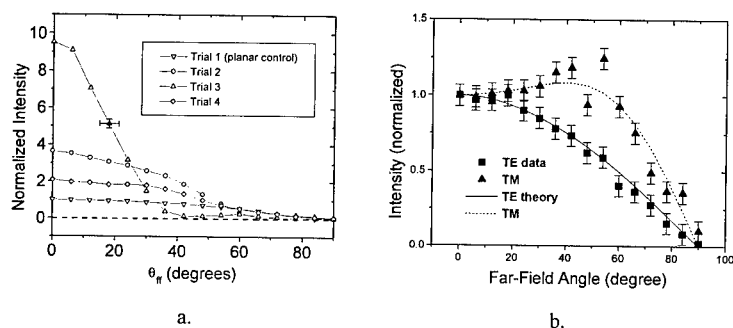 10
8
6
4
2
0
Normalized Intensity
Trial 1 (planar control)
Trial 2
Trial 3
Trial 4
0 20 40 60 80
θff (degrees)
a.
b.
1.5
1.0
0.5
0.0
Intensity (normalized)
TE data
TM
TE theory
TM
0 20 40 60 80 100
Far-Field Angle (degree)
b.